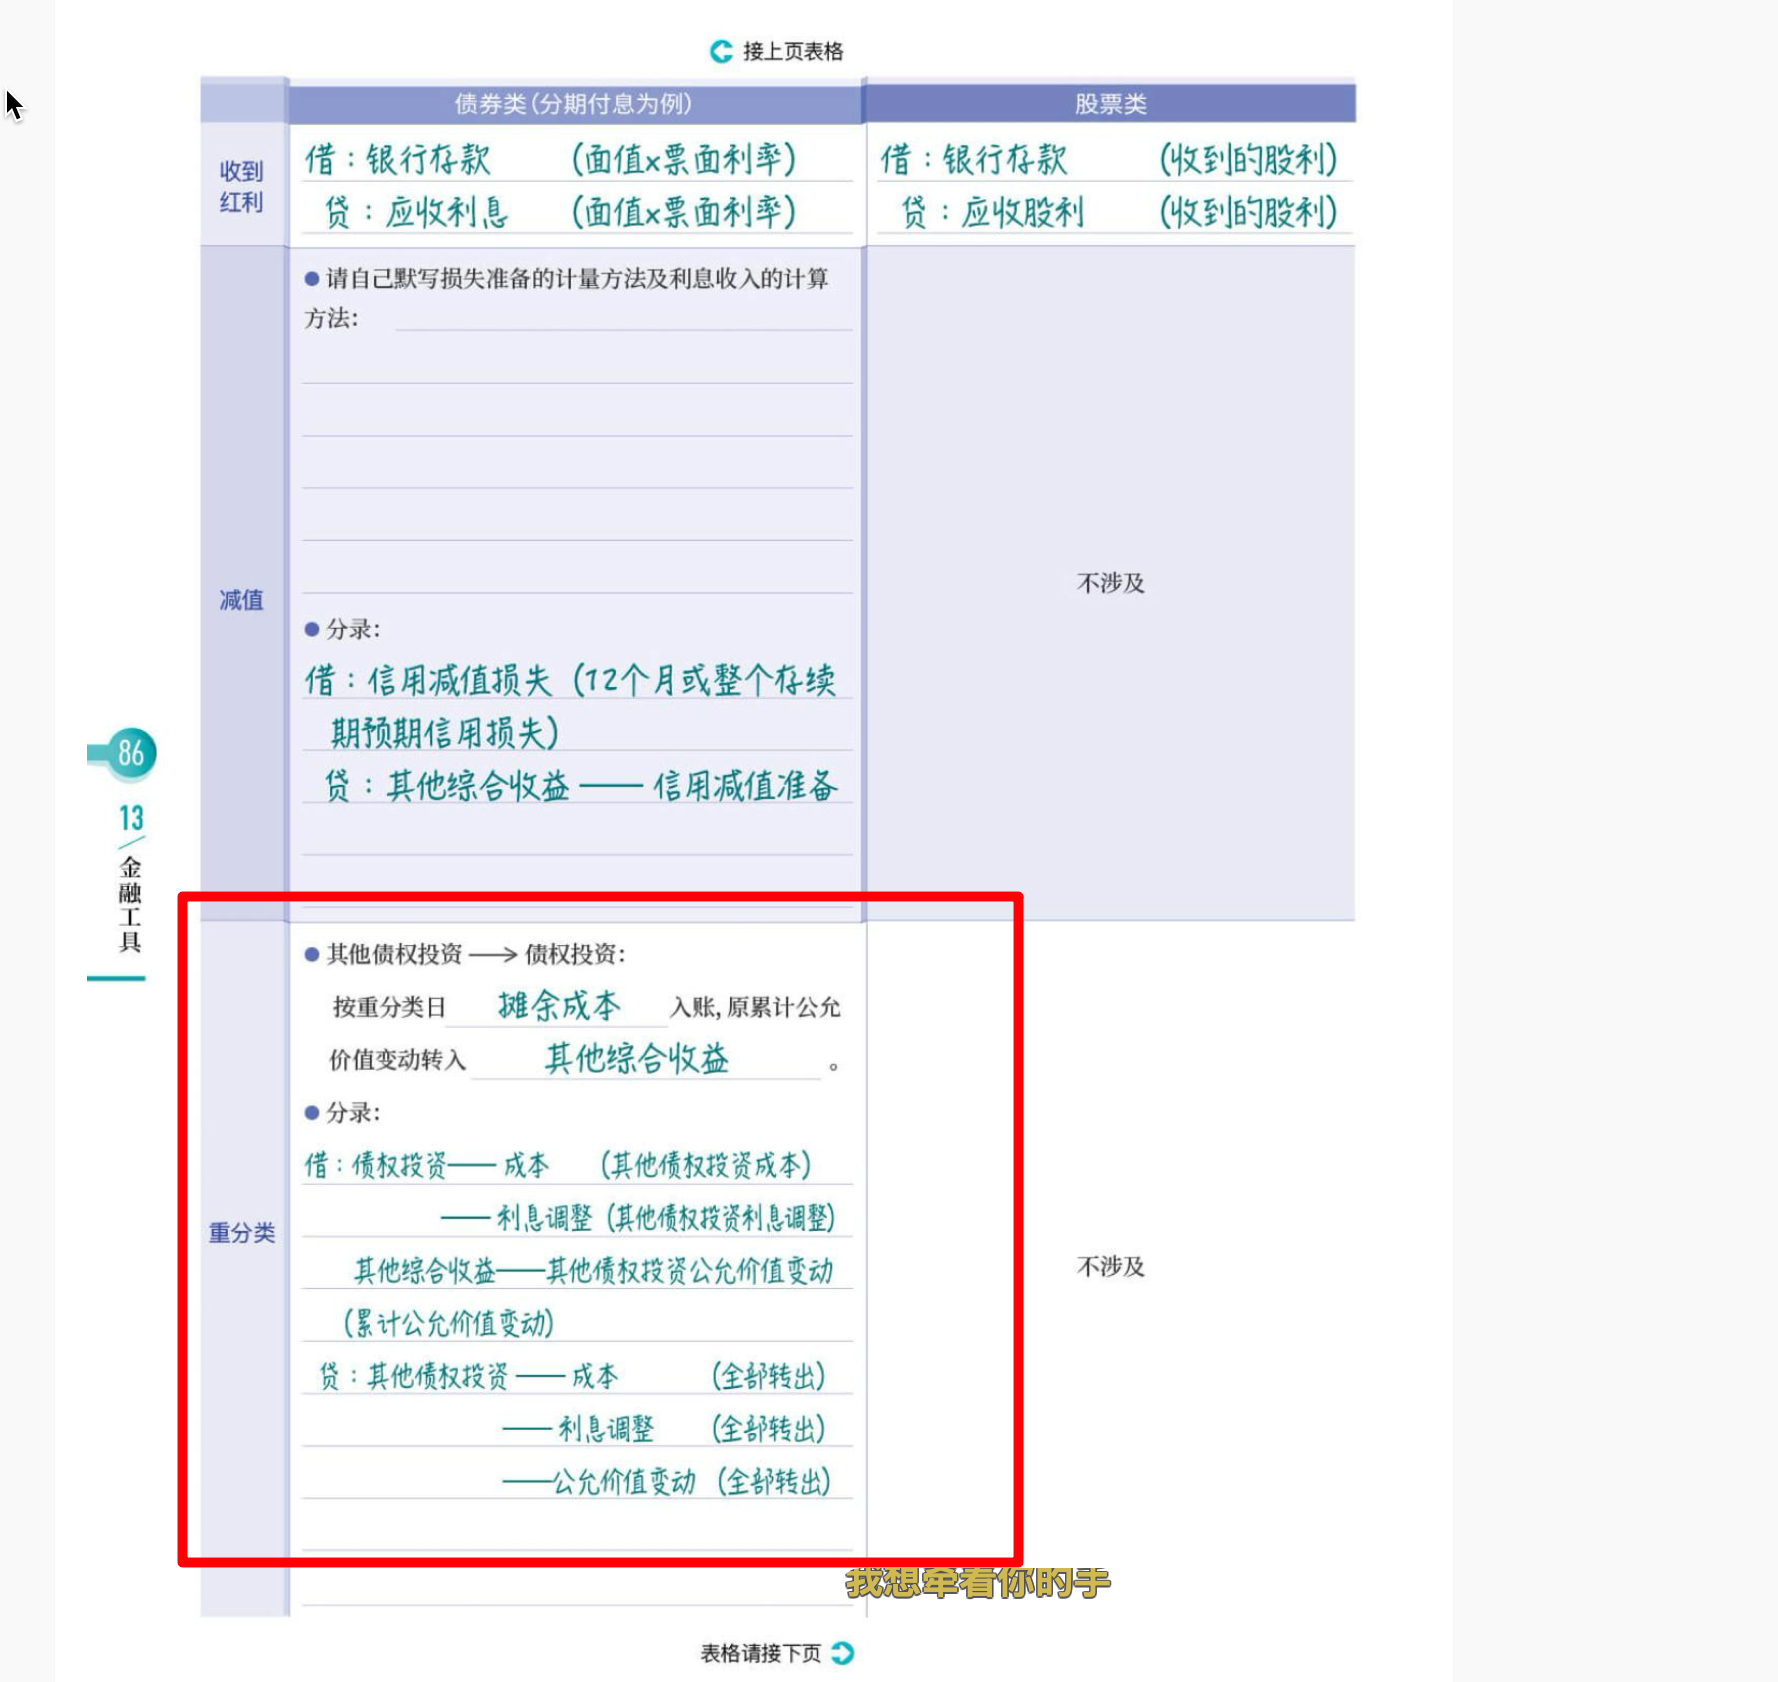 接上页表格
债券类(分期付息为例) 股票类
收到
红利
借:银行存款 (面值x票面利率)
贷:应收利息 (面值x票面利率)
借:银行存款 (收到的股利)
贷:应收股利 (收到的股利)
减值
●请自己默写损失准备的计量方法及利息收入的计算
方法:
●分录:
借:信用减值损失(12个月或整个存续
期预期信用损失)
贷:其他综合收益——信用减值准备
不涉及
86
13
金融工具
重分类
●其他债权投资→债权投资:
按重分类日 摊余成本 入账,原累计公允
价值变动转入 其他综合收益 。
●分录:
借:债权投资——成本 (其他债权投资成本)
——利息调整(其他债权投资利息调整)
其他综合收益——其他债权投资公允价值变动
(累计公允价值变动)
贷:其他债权投资——成本 (全部转出)
——利息调整 (全部转出)
——公允价值变动 (全部转出)
不涉及
我想牵着你的手
表格请接下页